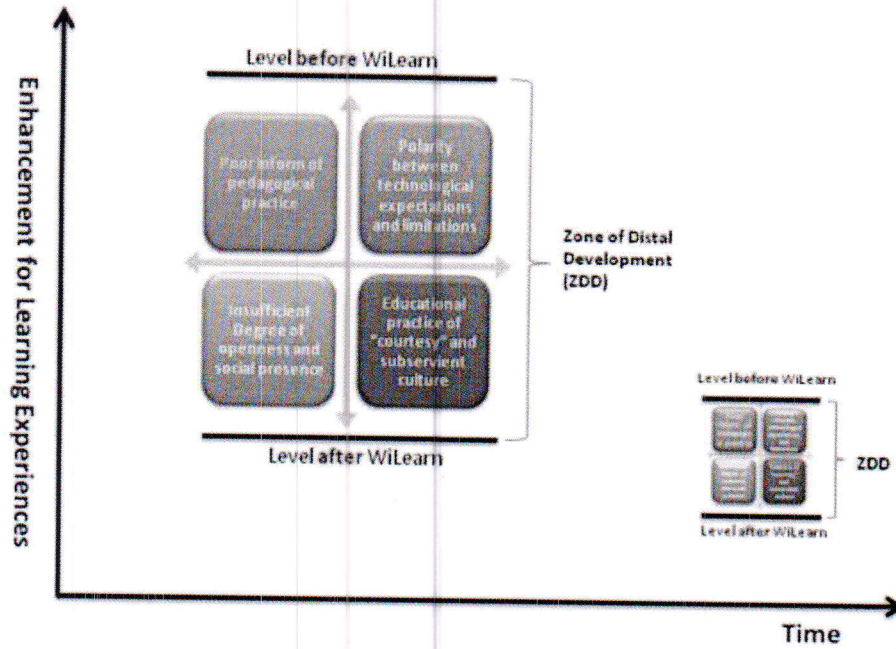 Enhancement for Learning Experiences
Level before WiLearn
Poor inform of
pedagogical
practice
Polarity
between
technological
expectations
and limitations
Insufficient
Degree of
openness and
social presence
Educational
practice of
"courtesy" and
subservient
culture
Level after WiLearn
Zone of Distal
Development
(ZDD)
Level before WiLearn
ZDD
Level after WiLearn
Time